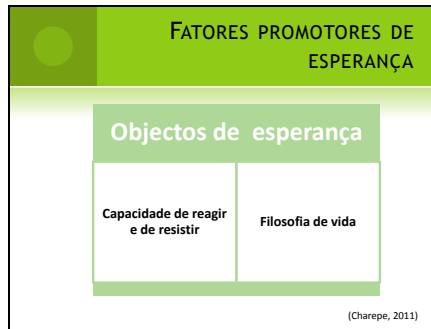 FATORES PROMOTORES DE
ESPERANÇA
Objectos de esperança
Capacidade de reagir
e de resistir
Filosofia de vida
(Charepe, 2011)